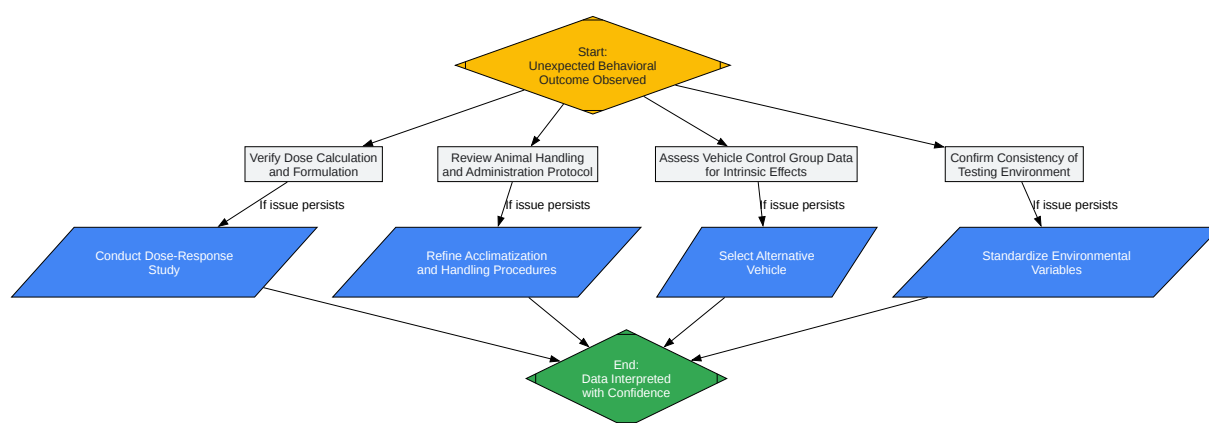 Start:
Unexpected Behavioral
Outcome Observed
Verify Dose Calculation
and Formulation
Review Animal Handling
and Administration Protocol
Assess Vehicle Control Group Data
for Intrinsic Effects
Confirm Consistency of
Testing Environment
If issue persists
If issue persists
If issue persists
If issue persists
Conduct Dose-Response
Study
Refine Acclimatization
and Handling Procedures
Select Alternative
Vehicle
Standardize Environmental
Variables
End:
Data Interpreted
with Confidence